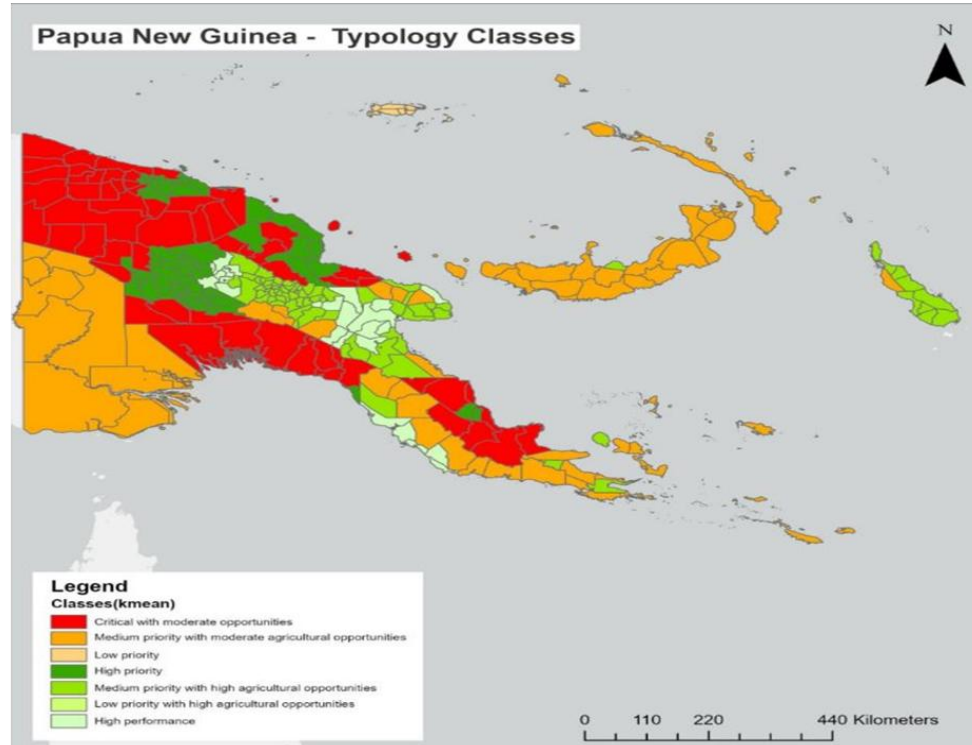 Papua New Guinea - Typology Classes
N
Legend
Classes(kmean)
Critical with moderate opportunities
Medium priority with moderate agricultural opportunities
Low priority
High priority
Medium priority with high agricultural opportunities
Low priority with high agricultural opportunities
High performance
0 110 220 440 Kilometers